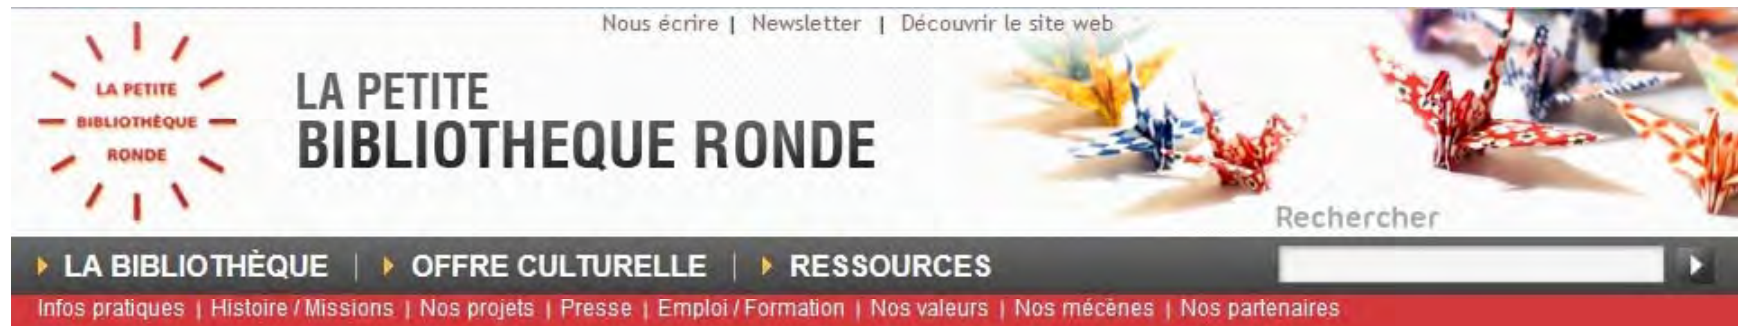 Nous écrire | Newsletter | Découvrir le site web
LA PETITE
BIBLIOTHÈQUE
RONDE
LA PETITE
BIBLIOTHEQUE RONDE
Rechercher
LA BIBLIOTHÈQUE | OFFRE CULTURELLE | RESSOURCES
Infos pratiques | Histoire / Missions | Nos projets | Presse | Emploi / Formation | Nos valeurs | Nos mécènes | Nos partenaires